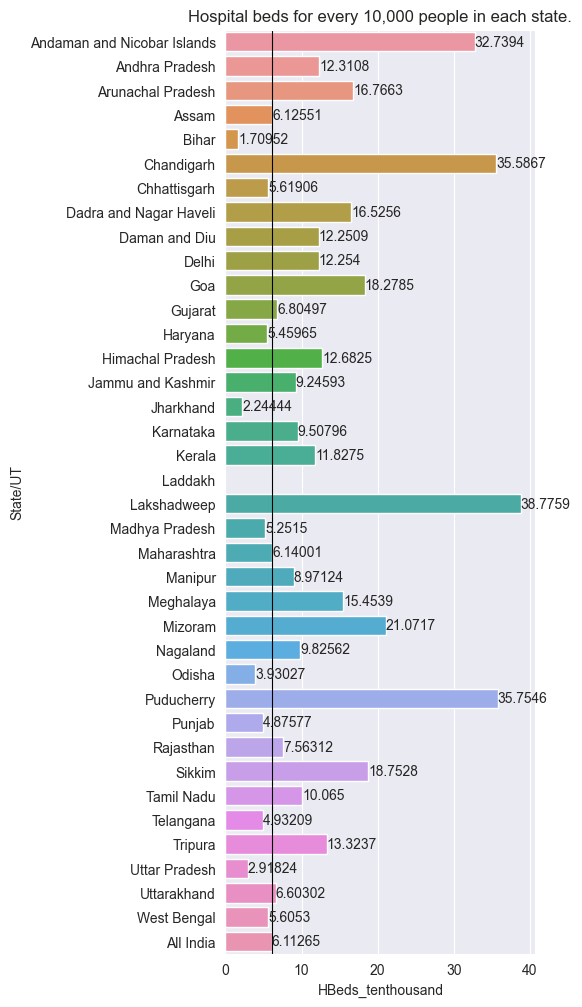 Hospital beds for every 10,000 people in each state.
Andaman and Nicobar Islands 32.7394
Andhra Pradesh 12.3108
Arunachal Pradesh 16.7663
Assam 6.12551
Bihar 1.70952
Chandigarh 35.5867
Chhattisgarh 5.61906
Dadra and Nagar Haveli 16.5256
Daman and Diu 12.2509
Delhi 12.254
Goa 18.2785
Gujarat 6.80497
Haryana 5.45965
Himachal Pradesh 12.6825
Jammu and Kashmir 9.24593
Jharkhand 2.24444
Karnataka 9.50796
Kerala 11.8275
Laddakh
Lakshadweep 38.7759
Madhya Pradesh 5.2515
Maharashtra 6.14001
Manipur 8.97124
Meghalaya 15.4539
Mizoram 21.0717
Nagaland 9.82562
Odisha 3.93027
Puducherry 35.7546
Punjab 4.87577
Rajasthan 7.56312
Sikkim 18.7528
Tamil Nadu 10.065
Telangana 4.93209
Tripura 13.3237
Uttar Pradesh 2.91824
Uttarakhand 6.60302
West Bengal 5.6053
All India 6.11265
State/UT
0 10 20 30 40
HBeds_tenthousand